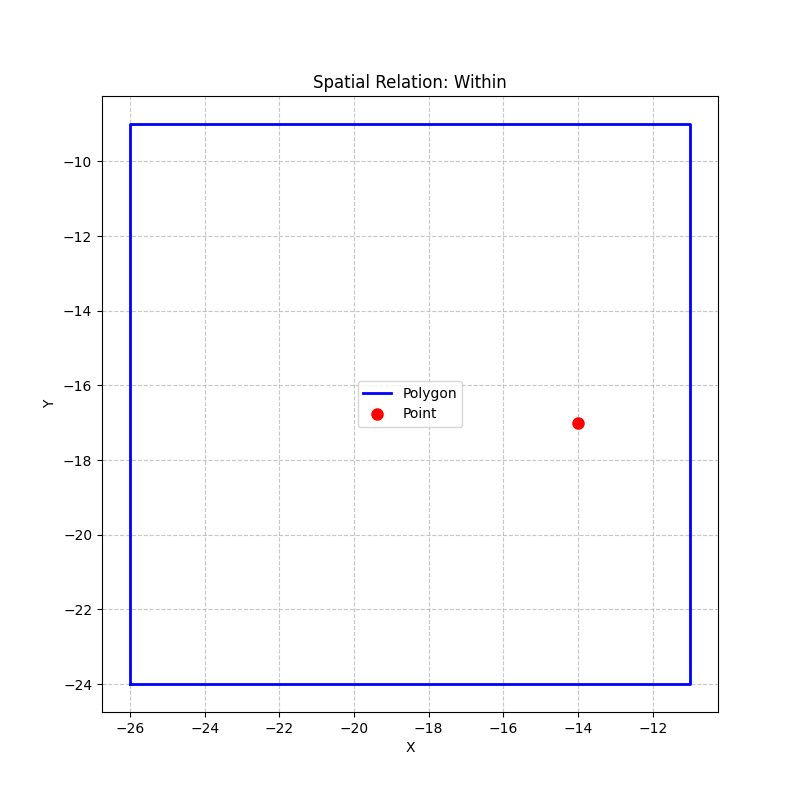 Spatial Relation: Within
Y
−10
−12
−14
−16
−18
−20
−22
−24
Polygon
Point
−26 −24 −22 −20 −18 −16 −14 −12
X